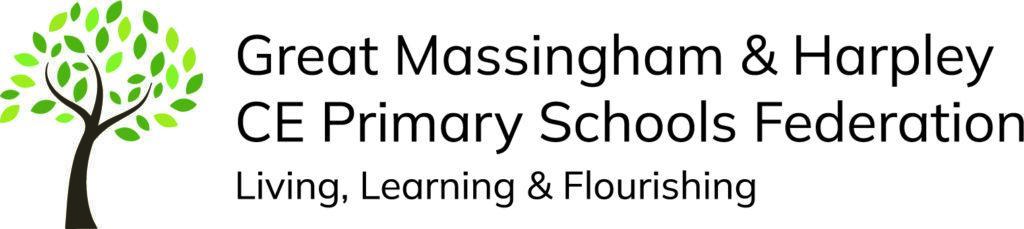 Great Massingham & Harpley
CE Primary Schools Federation
Living, Learning & Flourishing